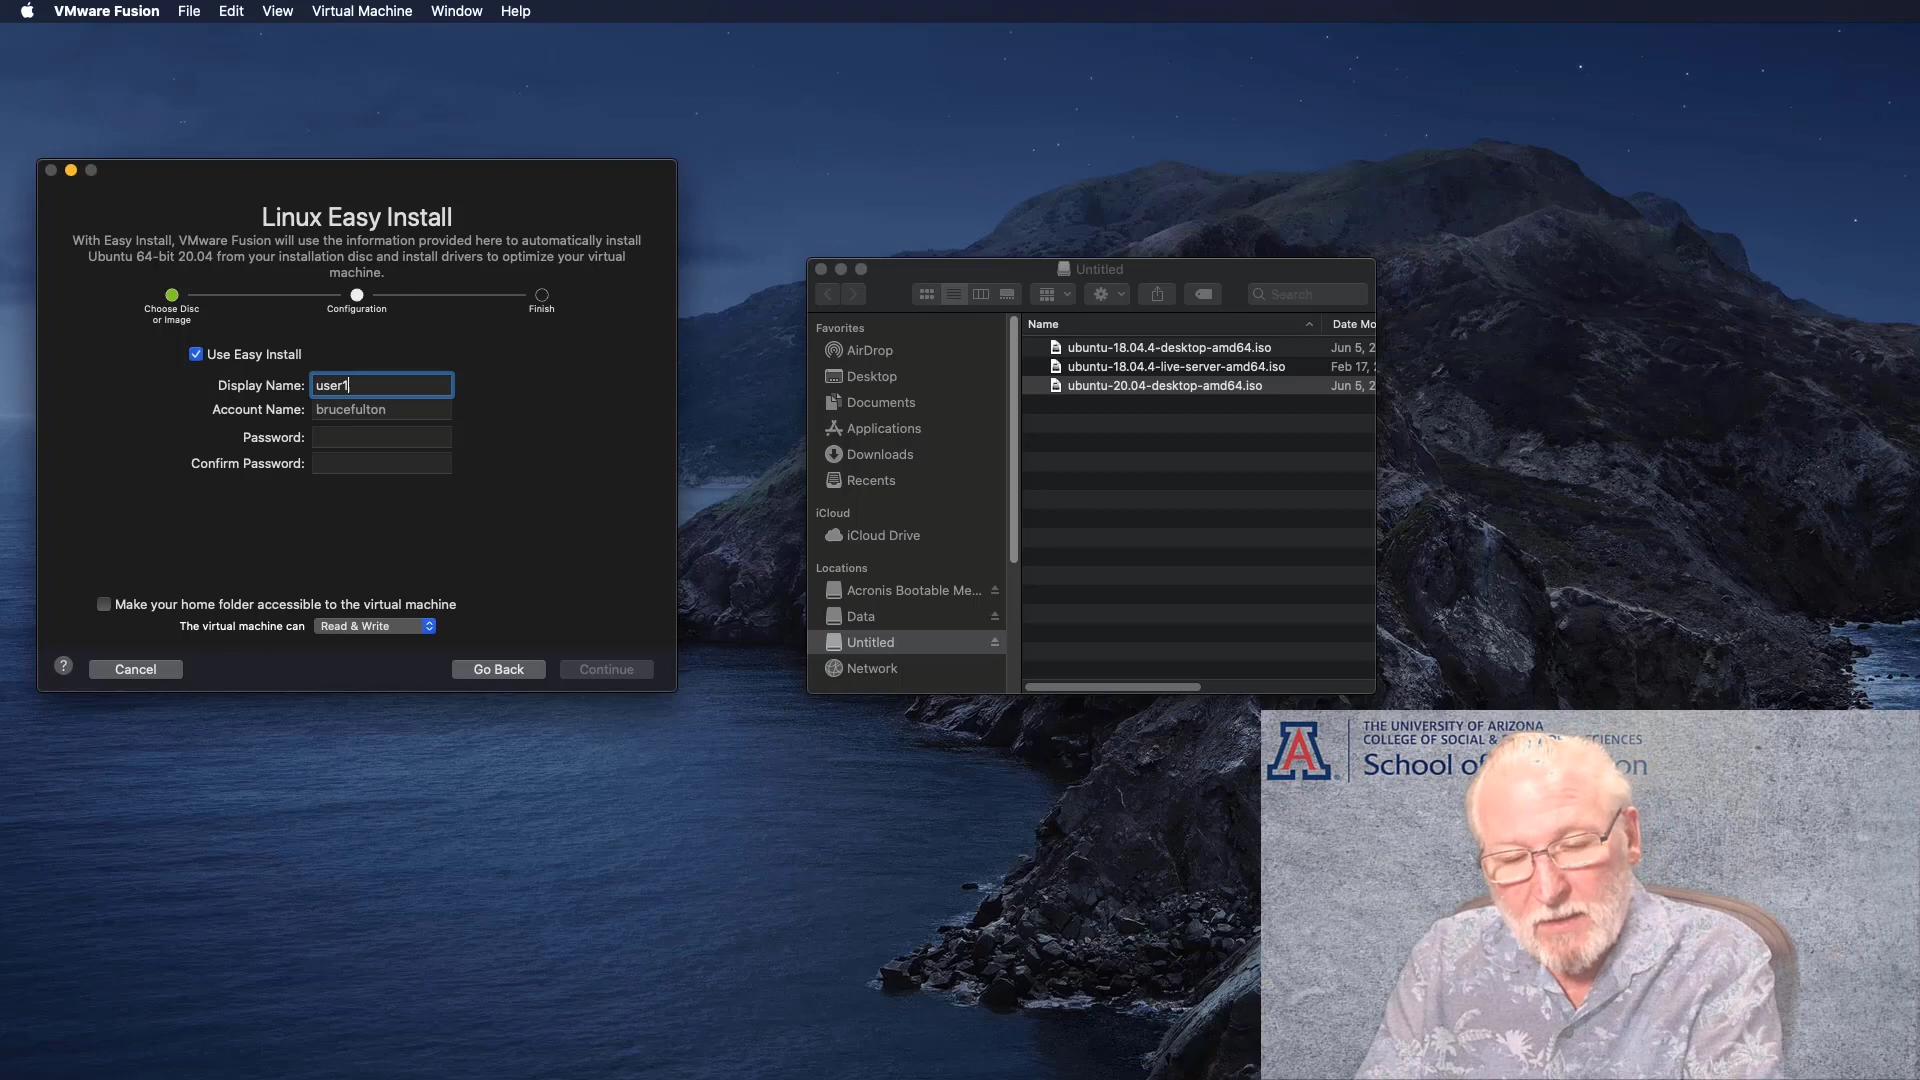 VMware Fusion File Edit View Virtual Machine Window Help
Linux Easy Install
With Easy Install, VMware Fusion will use the information provided here to automatically install
Ubuntu 64-bit 20.04 from your installation disc and install drivers to optimize your virtual
machine.
Choose Disc
or Image
Configuration
Finish
Use Easy Install
Display Name: user1
Account Name: brucefulton
Password:
Confirm Password:
Make your home folder accessible to the virtual machine
The virtual machine can Read & Write
? Cancel Go Back Continue
Untitled
Search
Favorites
AirDrop
Desktop
Documents
Applications
Downloads
Recents
iCloud
iCloud Drive
Locations
Acronis Bootable Me...
Data
Untitled
Network
Name Date Mo
ubuntu-18.04.4-desktop-amd64.iso Jun 5, 2
ubuntu-18.04.4-live-server-amd64.iso Feb 17,
ubuntu-20.04-desktop-amd64.iso Jun 5, 2
A
THE UNIVERSITY OF ARIZONA
COLLEGE OF SOCIAL &
School of